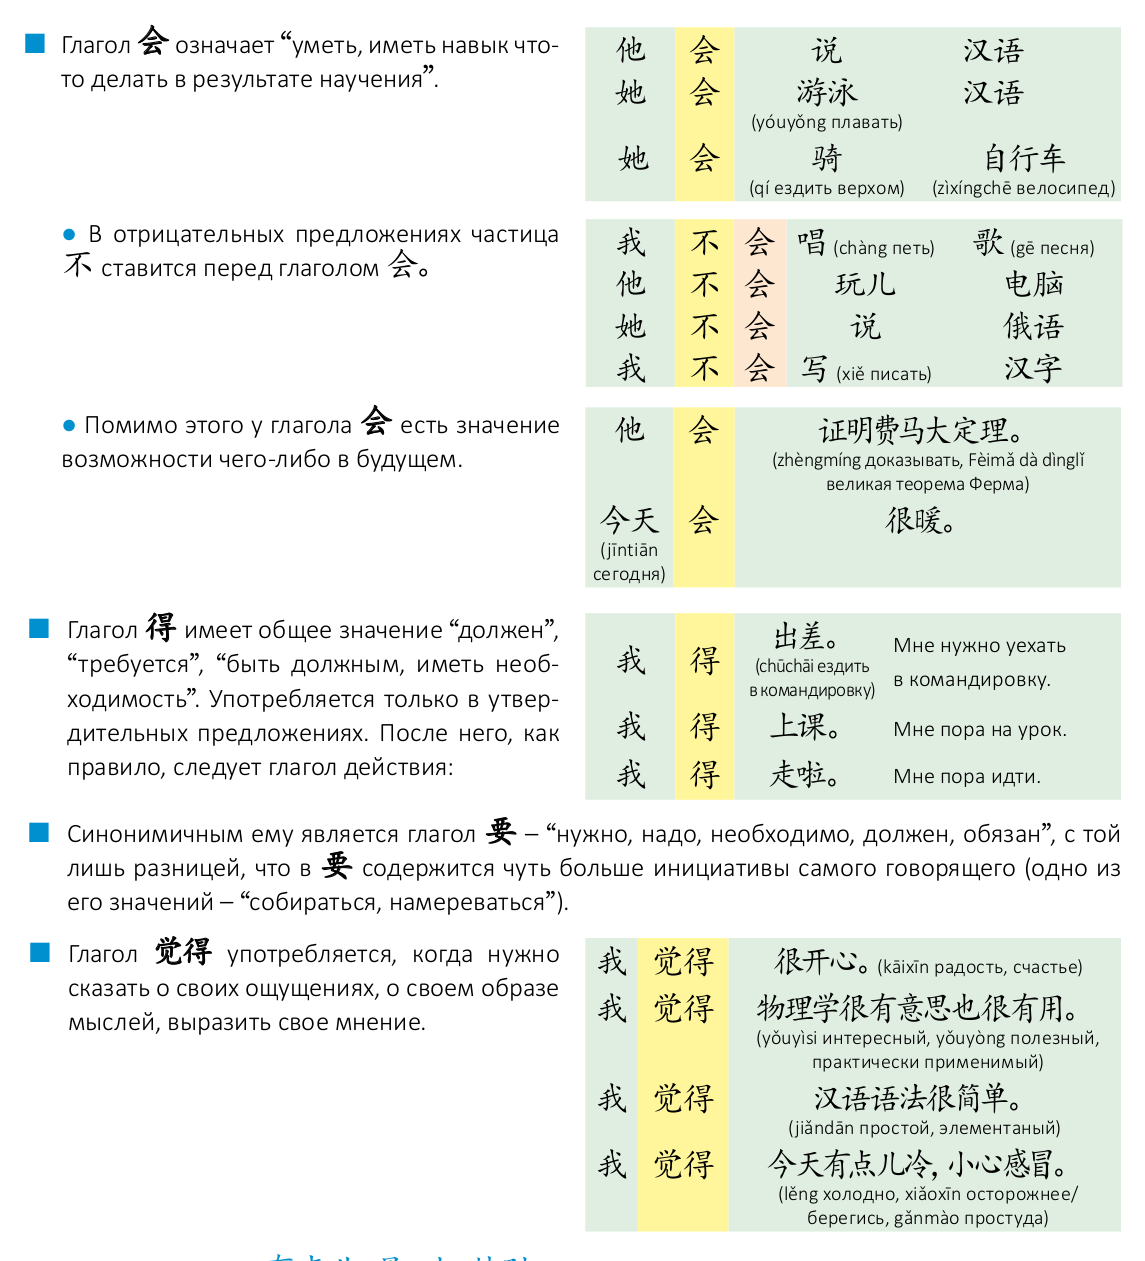 Глагол 会 означает “уметь, иметь навык что-
то делать в результате научения”.
他 会 说 汉语
她 会 游泳 汉语
(yóuyǒng плавать)
她 会 骑 自行车
(qí ездить верхом) (zìxíngchē велосипед)
• В отрицательных предложениях частица
不 ставится перед глаголом 会。
我 不 会 唱 (chàng петь) 歌 (gē песня)
他 不 会 玩儿 电脑
她 不 会 说 俄语
我 不 会 写 (xiě писать) 汉字
• Помимо этого у глагола 会 есть значение
возможности чего-либо в будущем.
他 会 证明费马大定理。
(zhèngmíng доказывать, Fèimǎ dà dìnglǐ
великая теорема Ферма)
今天 会 很暖。
(jīntiān
сегодня)
Глагол 得 имеет общее значение “должен”,
“требуется”, “быть должным, иметь необ-
ходимость”. Употребляется только в утвер-
дительных предложениях. После него, как
правило, следует глагол действия:
我 得 出差。 Мне нужно уехать
(chūchāi ездить в командировку.
в командировку)
我 得 上课。 Мне пора на урок.
我 得 走啦。 Мне пора идти.
Синонимичным ему является глагол 要 – “нужно, надо, необходимо, должен, обязан”, с той
лишь разницей, что в 要 содержится чуть больше инициативы самого говорящего (одно из
его значений – “собираться, намереваться”).
Глагол 觉得 употребляется, когда нужно
сказать о своих ощущениях, о своем образе
мыслей, выразить свое мнение.
我 觉得 很开心。(kāixīn радость, счастье)
我 觉得 物理学很有意思也很有用。
(yǒuyìsi интересный, yǒuyòng полезный,
практически применимый)
我 觉得 汉语语法很简单。
(jiǎndān простой, элементаный)
我 觉得 今天有点儿冷, 小心感冒。
(lěng холодно, xiǎoxīn осторожнее/
берегись, gǎnmào простуда)